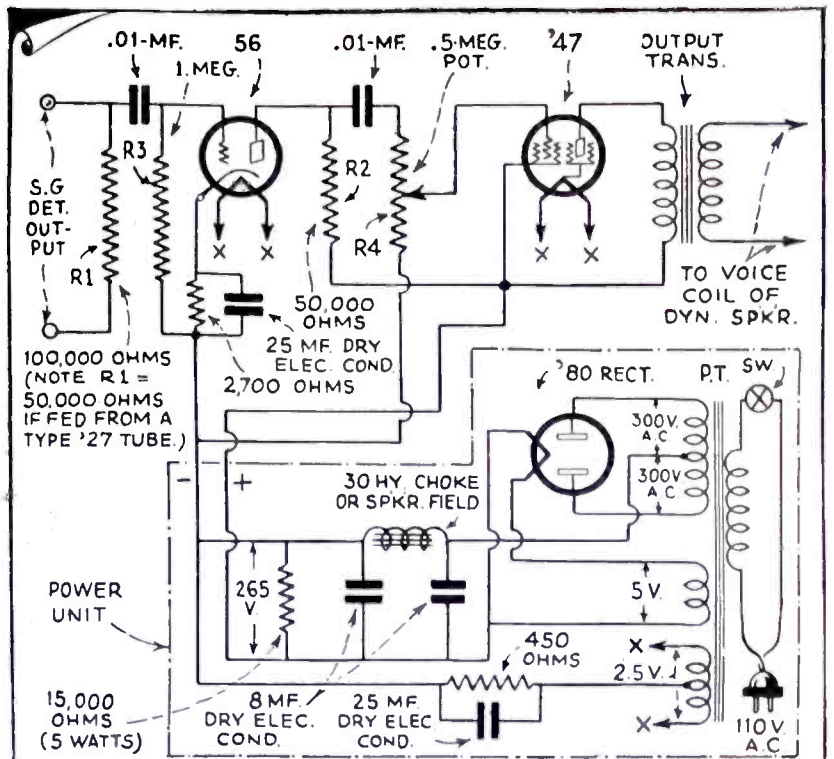 .01-MF.
56
.01-MF.
.5-MEG.
POT.
'47
OUTPUT
TRANS.
1. MEG.
R3
R2
R4
S.G
DET.
OUT-
PUT
R1
X
X
X
X
TO VOICE
COIL OF
DYN. SPKR.
50,000
OHMS
25 MF. DRY
ELEC. COND.
2,700 OHMS
100,000 OHMS
(NOTE R1 =
50,000 OHMS
IF FED FROM A
TYPE '27 TUBE.)
'80 RECT.
P.T.
SW.
300V.
A.C.
300V
A C
-
+
30 HY. CHOKE
OR SPKR. FIELD
POWER
UNIT
265
V.
5 V.
450
OHMS
X
2.5V.
X
15,000
OHMS
(5 WATTS)
8 MF.
DRY ELEC.
COND.
25 MF.
DRY ELEC
COND.
110 V.
A.C.